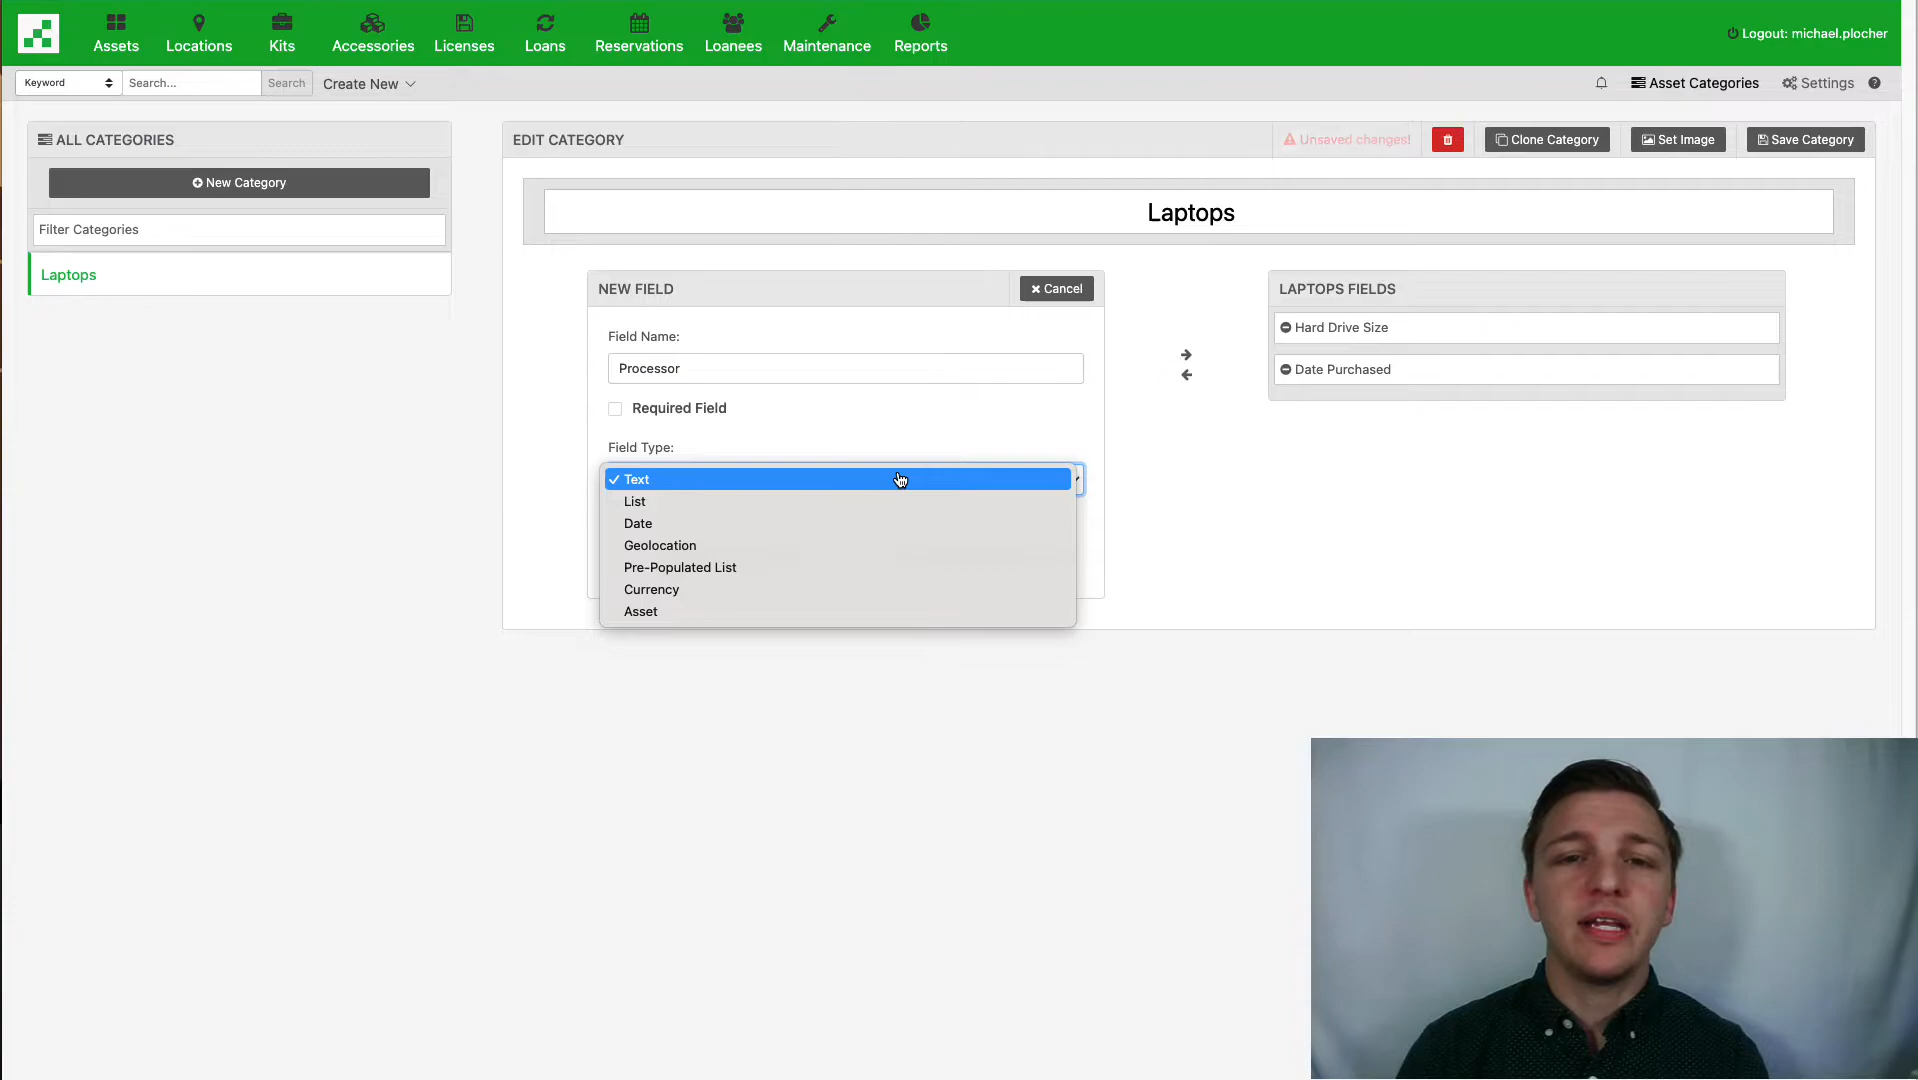 Assets
Locations
Kits
Accessories
Licenses
Loans
Reservations
Loanees
Maintenance
Reports
Logout: michael.plocher
Keyword
Search...
Search
Create New
Asset Categories
Settings
ALL CATEGORIES
New Category
Filter Categories
Laptops
EDIT CATEGORY
Unsaved changes!
Clone Category
Set Image
Save Category
Laptops
NEW FIELD
Cancel
Field Name:
Processor
Required Field
Field Type:
Text
List
Date
Geolocation
Pre-Populated List
Currency
Asset
LAPTOPS FIELDS
Hard Drive Size
Date Purchased